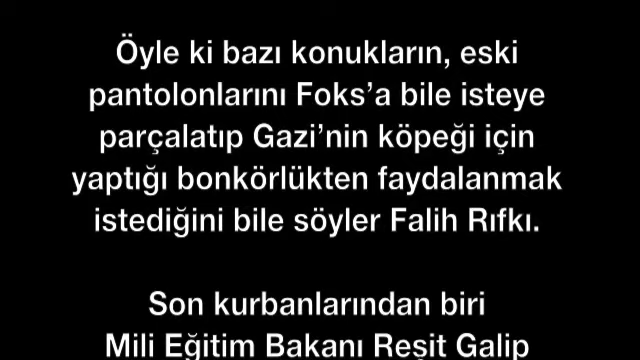 Öyle ki bazı konukların, eski
pantolonlarını Foks’a bile isteye
parçalatıp Gazi’nin köpeği için
yaptığı bonkörlükten faydalanmak
istediğini bile söyler Falih Rıfkı.
Son kurbanlarından biri
Mili Eğitim Bakanı Reşit Galip